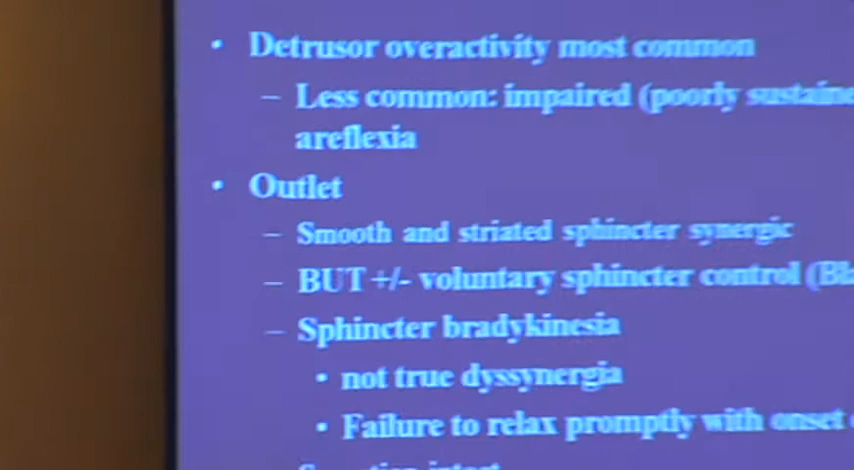 • Detrusor overactivity most common
– Less common: impaired (poorly
areflexia
• Outlet
– Smooth and striated sphincter synergic
– BUT +/- voluntary sphincter control
– Sphincter bradykinesia
• not true dyssynergia
• Failure to relax promptly with onset